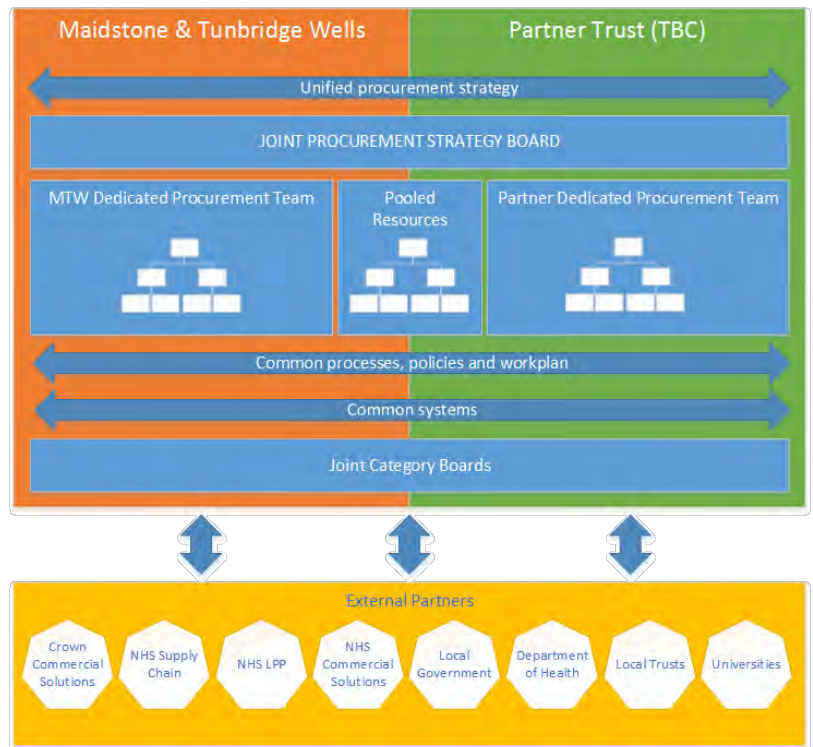 Maidstone & Tunbridge Wells
Partner Trust (TBC)
Unified procurement strategy
JOINT PROCUREMENT STRATEGY BOARD
MTW Dedicated Procurement Team
Pooled
Resources
Partner Dedicated Procurement Team
Common processes, policies and workplan
Common systems
Joint Category Boards
External Partners
Crown
Commercial
Solutions
NHS Supply
Chain
NHS LPP
NHS
Commercial
Solutions
Local
Government
Department
of Health
Local Trusts
Universities